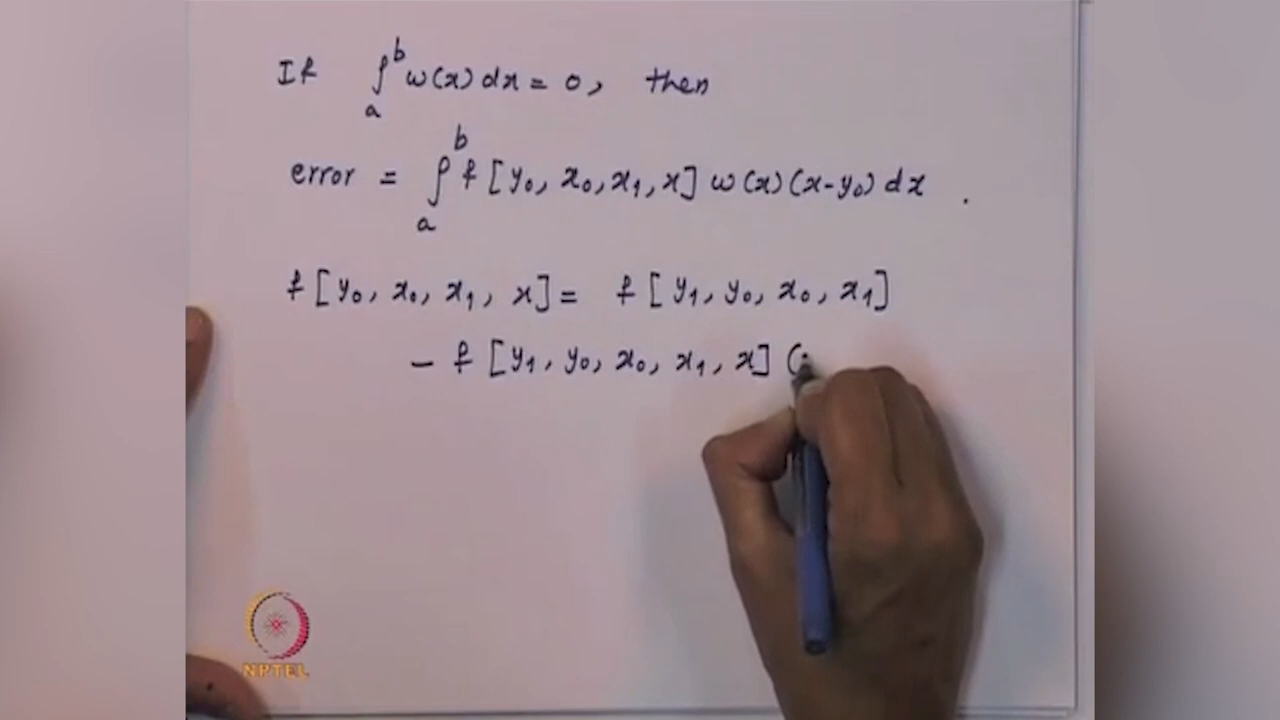 If ∫_a^b w(x) dx = 0, then
error = ∫_a^b f [y₀, x₀, x₁, x] w(x) (x-y₀) dx .
f [y₀, x₀, x₁, x] = f [y₁, y₀, x₀, x₁]
- f [y₁, y₀, x₀, x₁, x] (
NPTEL